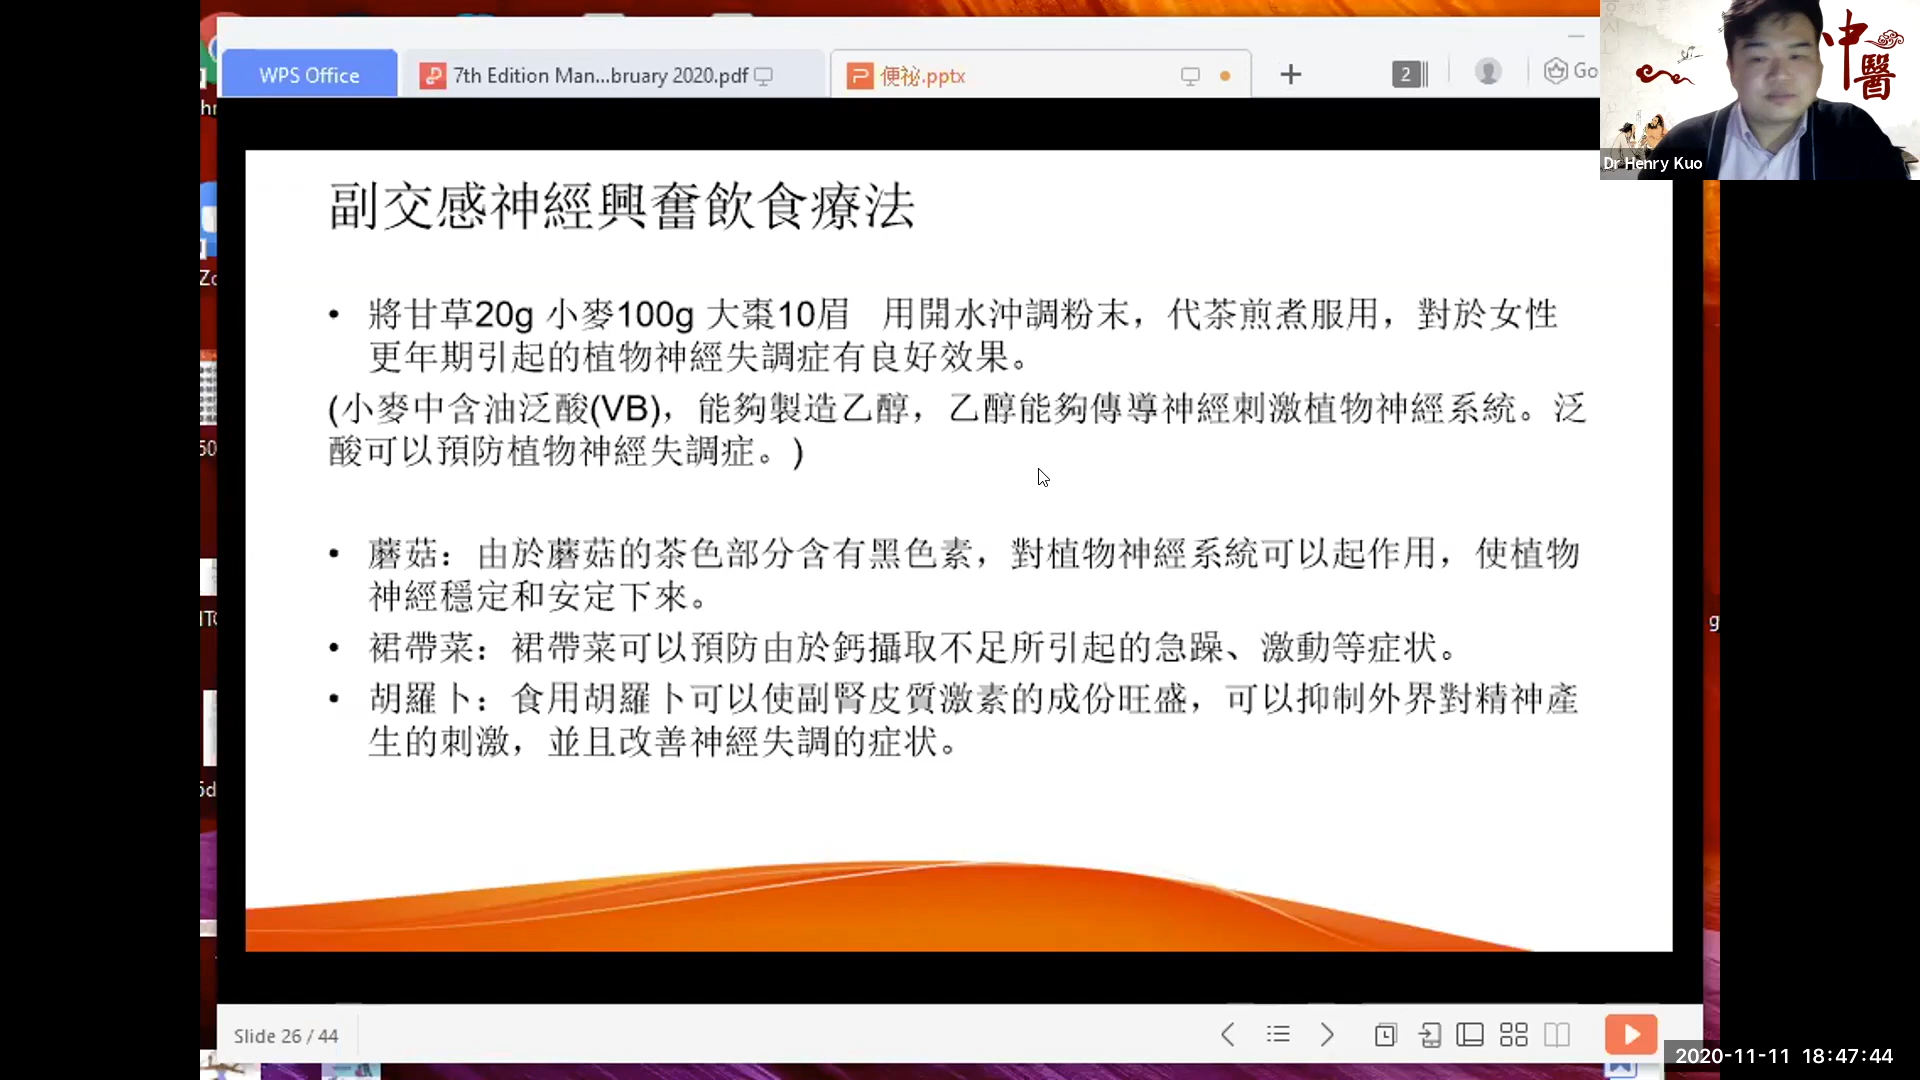 WPS Office
7th Edition Man...bruary 2020.pdf
便祕.pptx
2
Go
中醫
Dr Henry Kuo
副交感神經興奮飲食療法
• 將甘草20g 小麥100g 大棗10眉 用開水沖調粉末，代茶煎煮服用，對於女性
更年期引起的植物神經失調症有良好效果。
(小麥中含油泛酸(VB)，能夠製造乙醇，乙醇能夠傳導神經刺激植物神經系統。泛
酸可以預防植物神經失調症。)
• 蘑菇：由於蘑菇的茶色部分含有黑色素，對植物神經系統可以起作用，使植物
神經穩定和安定下來。
• 裙帶菜：裙帶菜可以預防由於鈣攝取不足所引起的急躁、激動等症状。
• 胡羅卜：食用胡羅卜可以使副腎皮質激素的成份旺盛，可以抑制外界對精神產
生的刺激，並且改善神經失調的症状。
Slide 26 / 44
2020-11-11 18:47:44